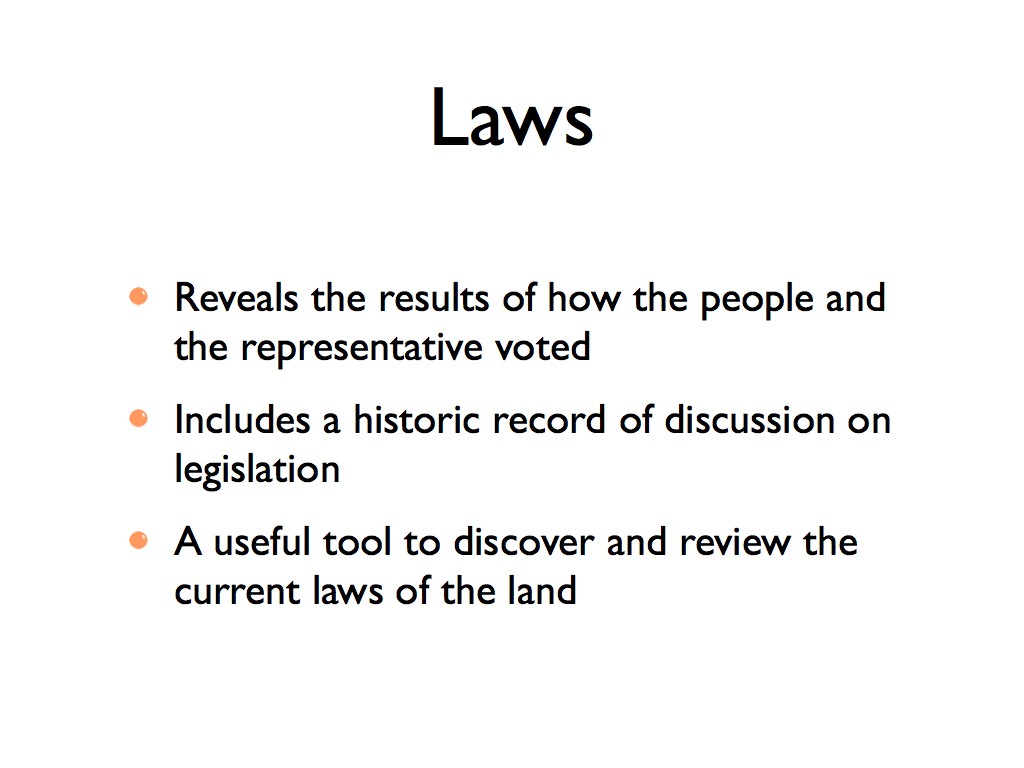 Laws
Reveals the results of how the people and
the representative voted
Includes a historic record of discussion on
legislation
A useful tool to discover and review the
current laws of the land